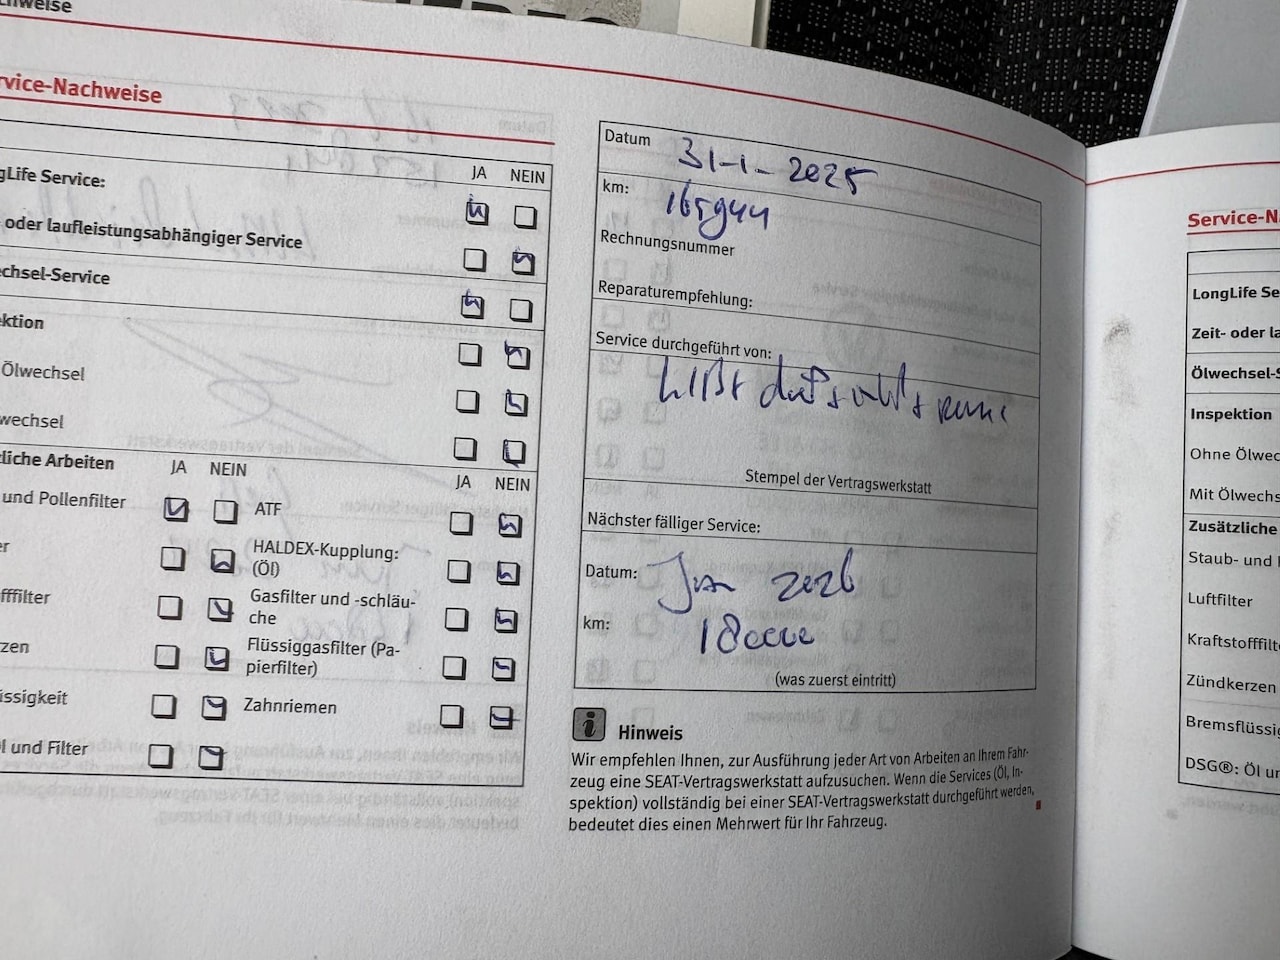 weise
rvice-Nachweise
JA NEIN
gLife Service:
oder laufleistungsabhängiger Service
chsel-Service
ktion
Ölwechsel
wechsel
liche Arbeiten JA NEIN JA NEIN
und Pollenfilter ATF
er HALDEX-Kupplung: (Öl)
fffilter Gasfilter und -schläu-
che
zen Flüssiggasfilter (Pa-
pierfilter)
issigkeit Zahnriemen
l und Filter
Datum 31-1-2025
km: 165944
Rechnungsnummer
Reparaturempfehlung:
Service durchgeführt von:
Stempel der Vertragswerkstatt
Nächster fälliger Service:
Datum: Jan 2026
km: 180000
(was zuerst eintritt)
i Hinweis
Wir empfehlen Ihnen, zur Ausführung jeder Art von Arbeiten an Ihrem Fahr-
zeug eine SEAT-Vertragswerkstatt aufzusuchen. Wenn die Services (Öl, In-
spektion) vollständig bei einer SEAT-Vertragswerkstatt durchgeführt werden,
bedeutet dies einen Mehrwert für Ihr Fahrzeug.
Service-N
LongLife Se
Zeit- oder la
Ölwechsel-S
Inspektion
Ohne Ölwec
Mit Ölwechs
Zusätzliche
Staub- und
Luftfilter
Kraftstofffilt
Zündkerzen
Bremsflüssig
DSG®: Öl un